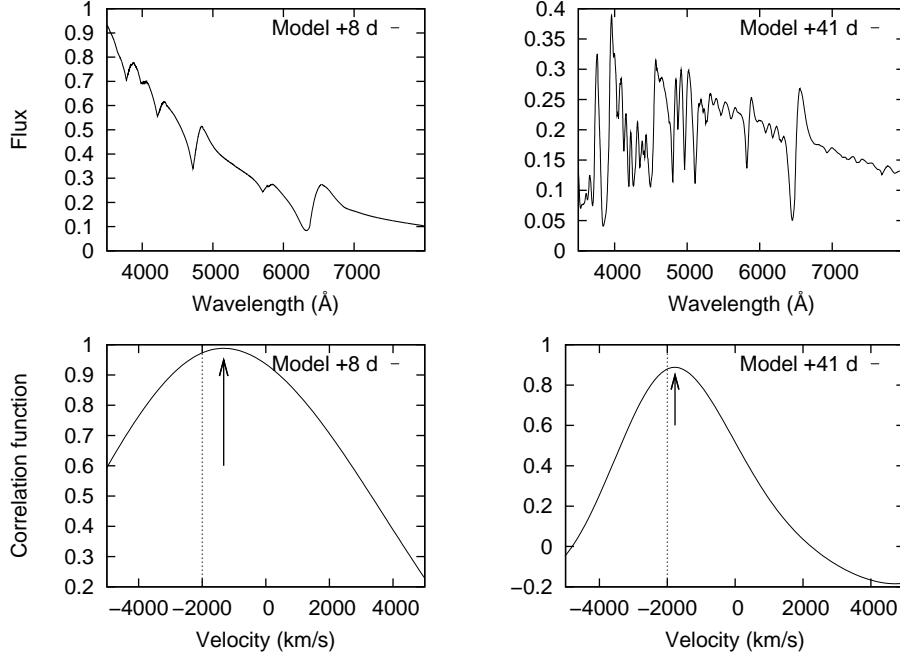 Flux
1
0.9
0.8
0.7
0.6
0.5
0.4
0.3
0.2
0.1
0
4000 5000 6000 7000
Wavelength (Å)
Model +8 d
0.4
0.35
0.3
0.25
0.2
0.15
0.1
0.05
0
4000 5000 6000 7000
Wavelength (Å)
Model +41 d
Correlation function
1
0.9
0.8
0.7
0.6
0.5
0.4
0.3
0.2
−4000 −2000 0 2000 4000
Velocity (km/s)
Model +8 d
1
0.8
0.6
0.4
0.2
0
−0.2
−4000 −2000 0 2000 4000
Velocity (km/s)
Model +41 d